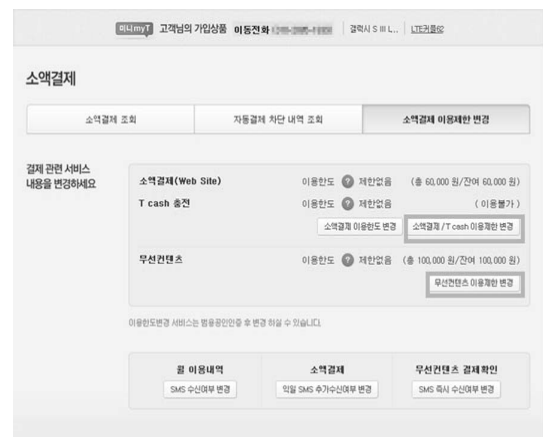 미니myT 고객님의 가입상품 이동전화 갤럭시 S III L.. LTE커플62
소액결제
소액결제 조회 자동결제 차단 내역 조회 소액결제 이용제한 변경
결제 관련 서비스
내용을 변경하세요
소액결제(Web Site) 이용한도 ? 제한없음 (총 60,000 원/잔여 60,000 원)
T cash 충전 이용한도 ? 제한없음 (이용불가)
소액결제 이용한도 변경 소액결제/T cash 이용제한 변경
무선컨텐츠 이용한도 ? 제한없음 (총 100,000 원/잔여 100,000 원)
무선컨텐츠 이용제한 변경
이용한도변경 서비스는 범용공인인증 후 변경 하실 수 있습니다.
콜 이용내역 소액결제 무선컨텐츠 결제확인
SMS 수신여부 변경 익일 SMS 추가수신여부 변경 SMS 즉시 수신여부 변경